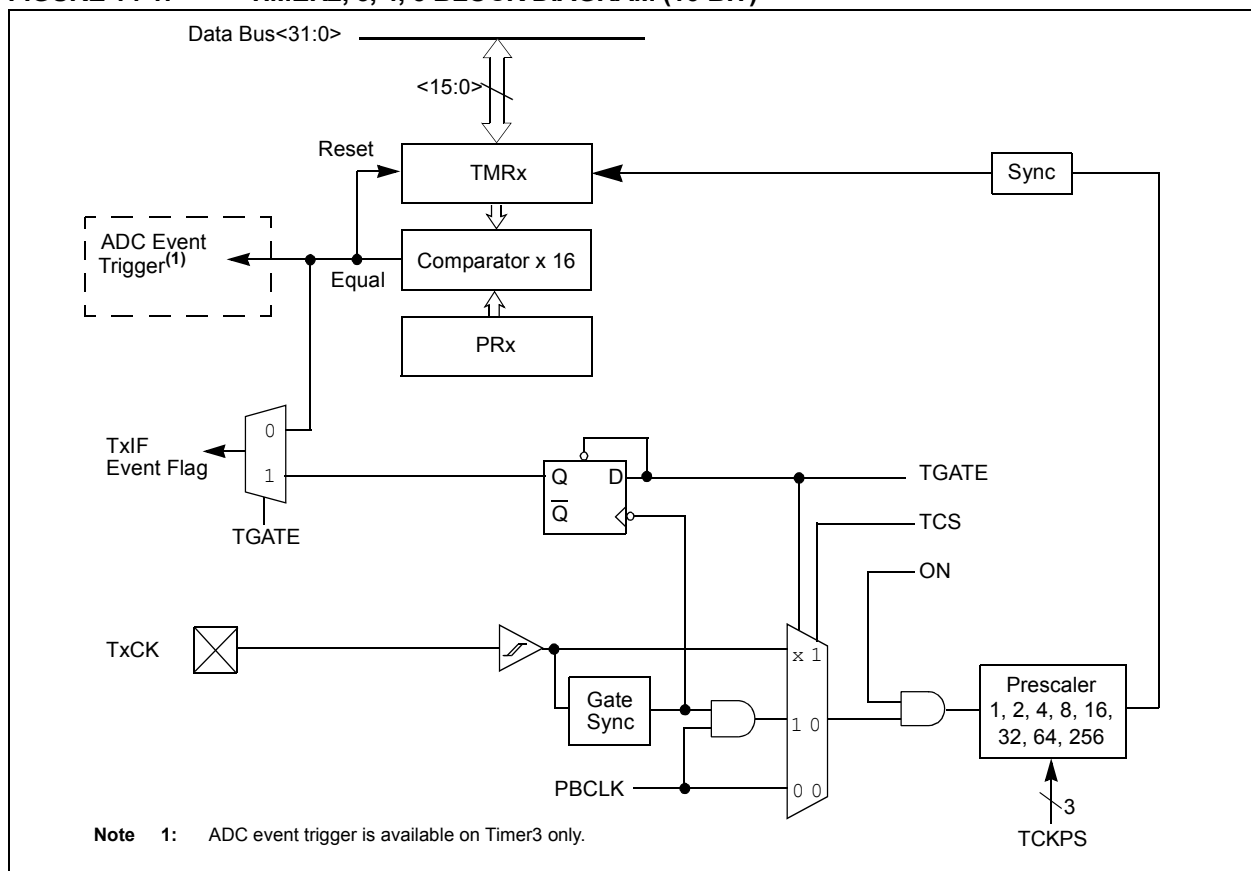 Data Bus<31:0>
<15:0>
Reset
TMRx
Sync
ADC Event
Trigger(1)
Equal
Comparator x 16
PRx
0
TxIF
Event Flag
1
Q D
Q
TGATE
TGATE
TCS
ON
TxCK
x 1
Gate
Sync
1 0
Prescaler
1, 2, 4, 8, 16,
32, 64, 256
PBCLK
0 0
3
TCKPS
Note 1: ADC event trigger is available on Timer3 only.